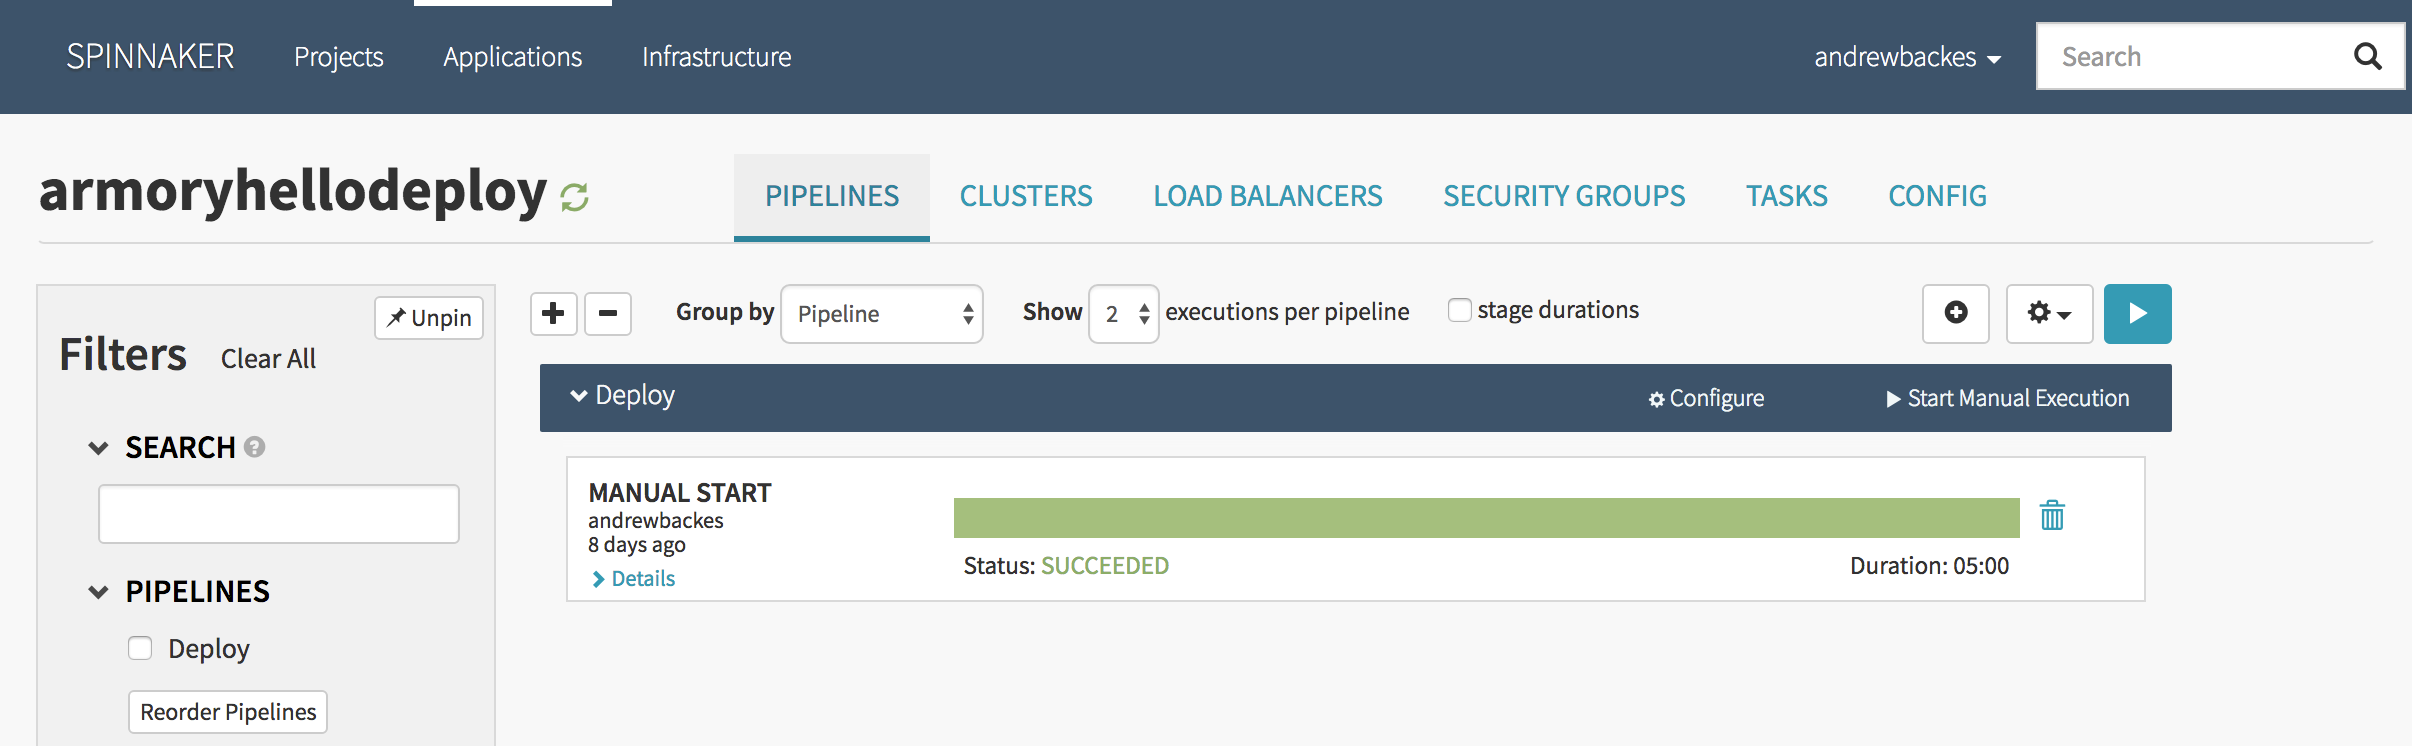 SPINNAKER Projects Applications Infrastructure andrewbackes Search
armoryhellodeploy PIPELINES CLUSTERS LOAD BALANCERS SECURITY GROUPS TASKS CONFIG
Unpin
Filters Clear All
SEARCH ?
PIPELINES
Deploy
Reorder Pipelines
Group by Pipeline Show 2 executions per pipeline stage durations
Deploy Configure Start Manual Execution
MANUAL START
andrewbackes
8 days ago
Details
Status: SUCCEEDED Duration: 05:00